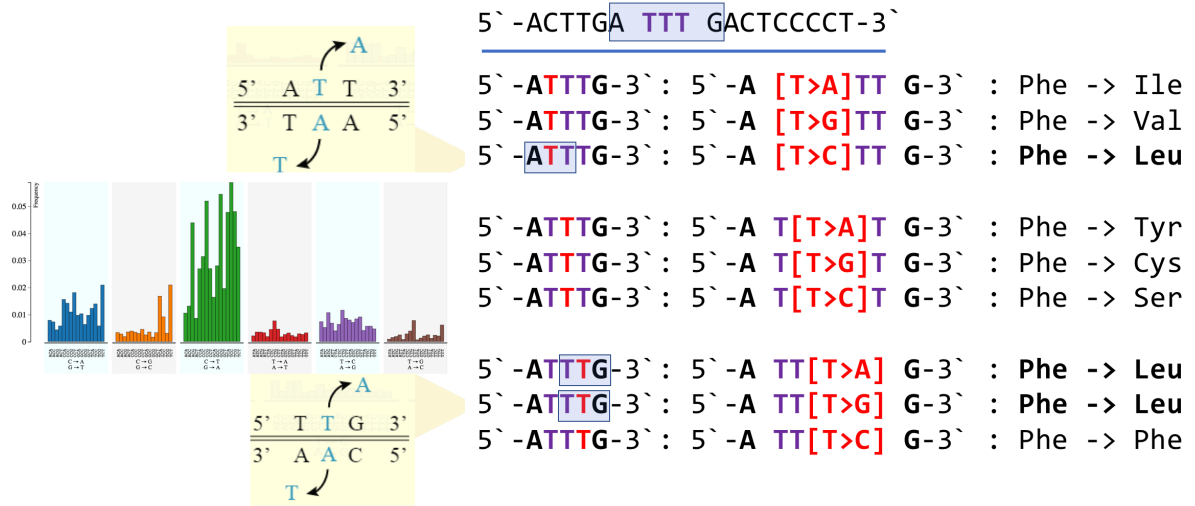 5`-ACTTGA TTT GACTCCCCT-3`
A
5’ A T T 3’
3’ T A A 5’
T
5`-ATTTG-3`: 5`-A [T>A]TT G-3` : Phe -> Ile
5`-ATTTG-3`: 5`-A [T>G]TT G-3` : Phe -> Val
5`-ATTTG-3`: 5`-A [T>C]TT G-3` : Phe -> Leu
5`-ATTTG-3`: 5`-A T[T>A]T G-3` : Phe -> Tyr
5`-ATTTG-3`: 5`-A T[T>G]T G-3` : Phe -> Cys
5`-ATTTG-3`: 5`-A T[T>C]T G-3` : Phe -> Ser
5`-ATTTG-3`: 5`-A TT[T>A] G-3` : Phe -> Leu
5`-ATTTG-3`: 5`-A TT[T>G] G-3` : Phe -> Leu
5`-ATTTG-3`: 5`-A TT[T>C] G-3` : Phe -> Phe
Frequency
0.05
0.04
0.03
0.02
0.01
0
C → A C → G C → T T → A T → C T → G
G → T G → C G → A A → T A → G A → C
A
5’ T T G 3’
3’ A A C 5’
T